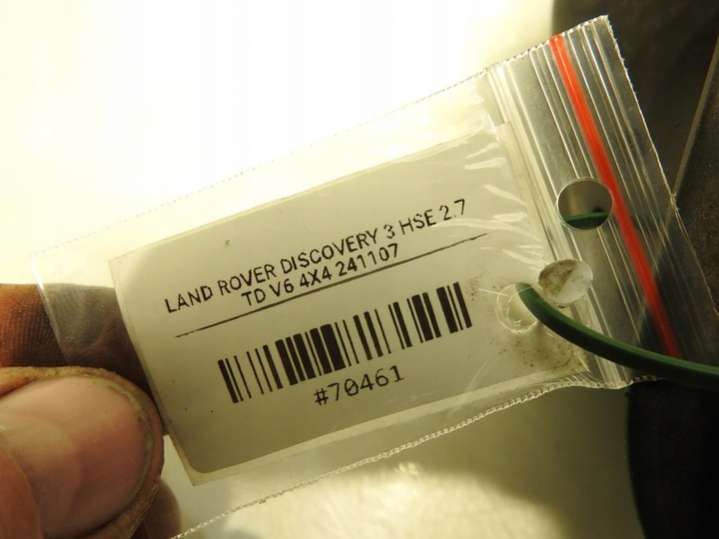 LAND ROVER DISCOVERY 3 HSE 2.7
TD V6 4X4 241107
#70461